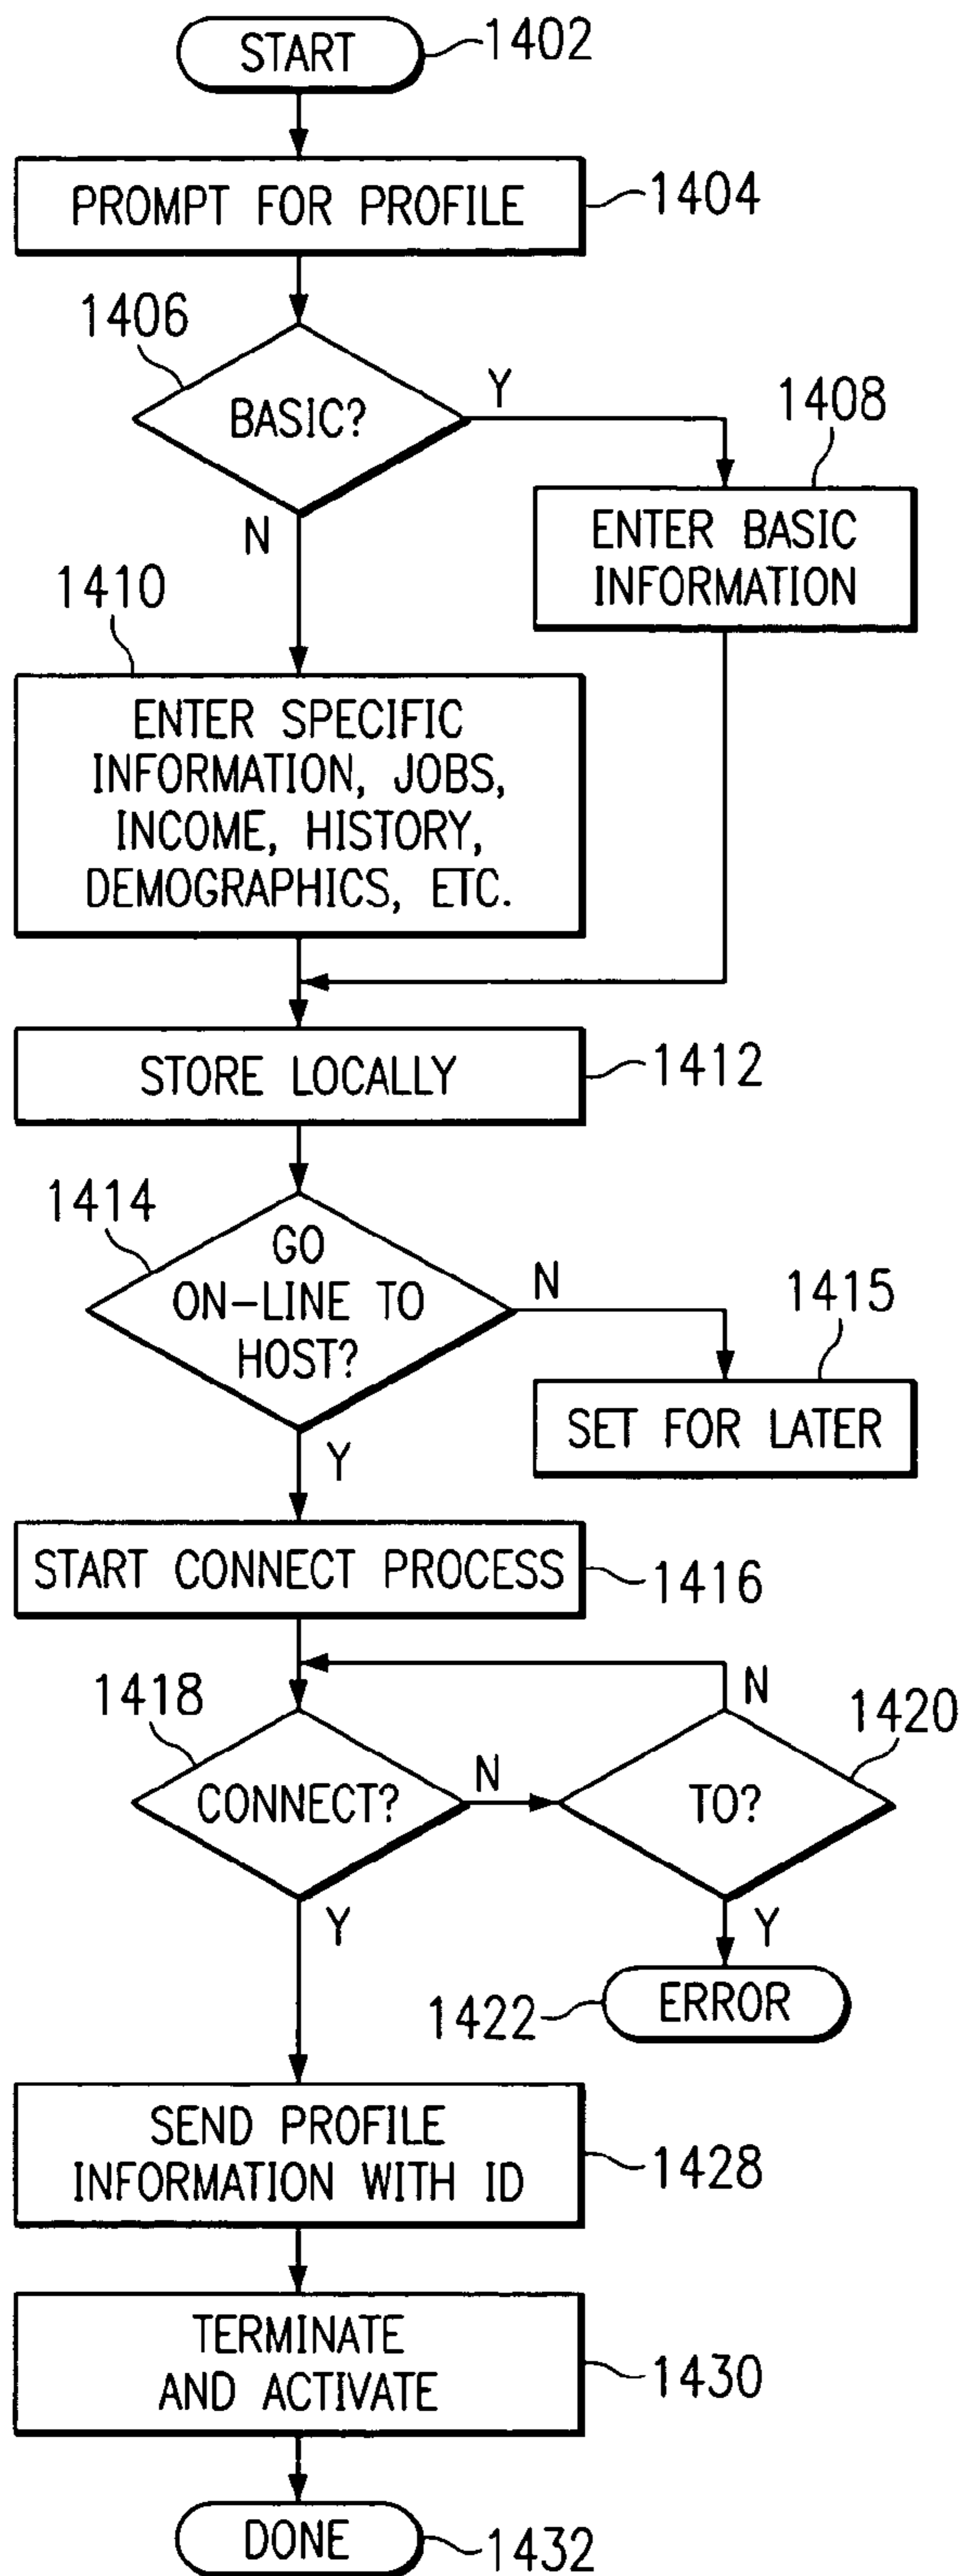 START
1402
PROMPT FOR PROFILE
1404
1406
BASIC?
Y
N
1408
ENTER BASIC
INFORMATION
1410
ENTER SPECIFIC
INFORMATION, JOBS,
INCOME, HISTORY,
DEMOGRAPHICS, ETC.
STORE LOCALLY
1412
1414
GO
ON-LINE TO
HOST?
N
Y
1415
SET FOR LATER
START CONNECT PROCESS
1416
1418
CONNECT?
N
Y
1420
TO?
N
Y
1422
ERROR
SEND PROFILE
INFORMATION WITH ID
1428
TERMINATE
AND ACTIVATE
1430
DONE
1432